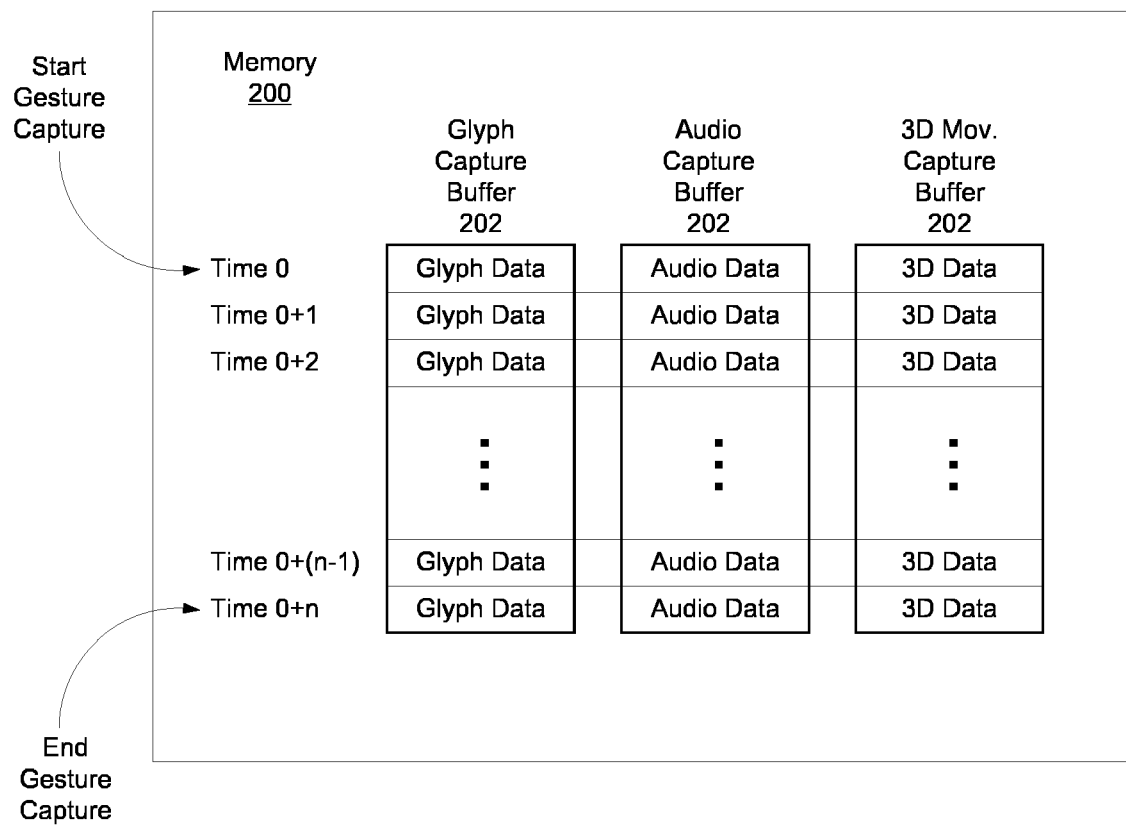 Start
Gesture
Capture
Memory
200
Glyph
Capture
Buffer
202
Audio
Capture
Buffer
202
3D Mov.
Capture
Buffer
202
Time 0 Glyph Data Audio Data 3D Data
Time 0+1 Glyph Data Audio Data 3D Data
Time 0+2 Glyph Data Audio Data 3D Data
Time 0+(n-1) Glyph Data Audio Data 3D Data
Time 0+n Glyph Data Audio Data 3D Data
End
Gesture
Capture